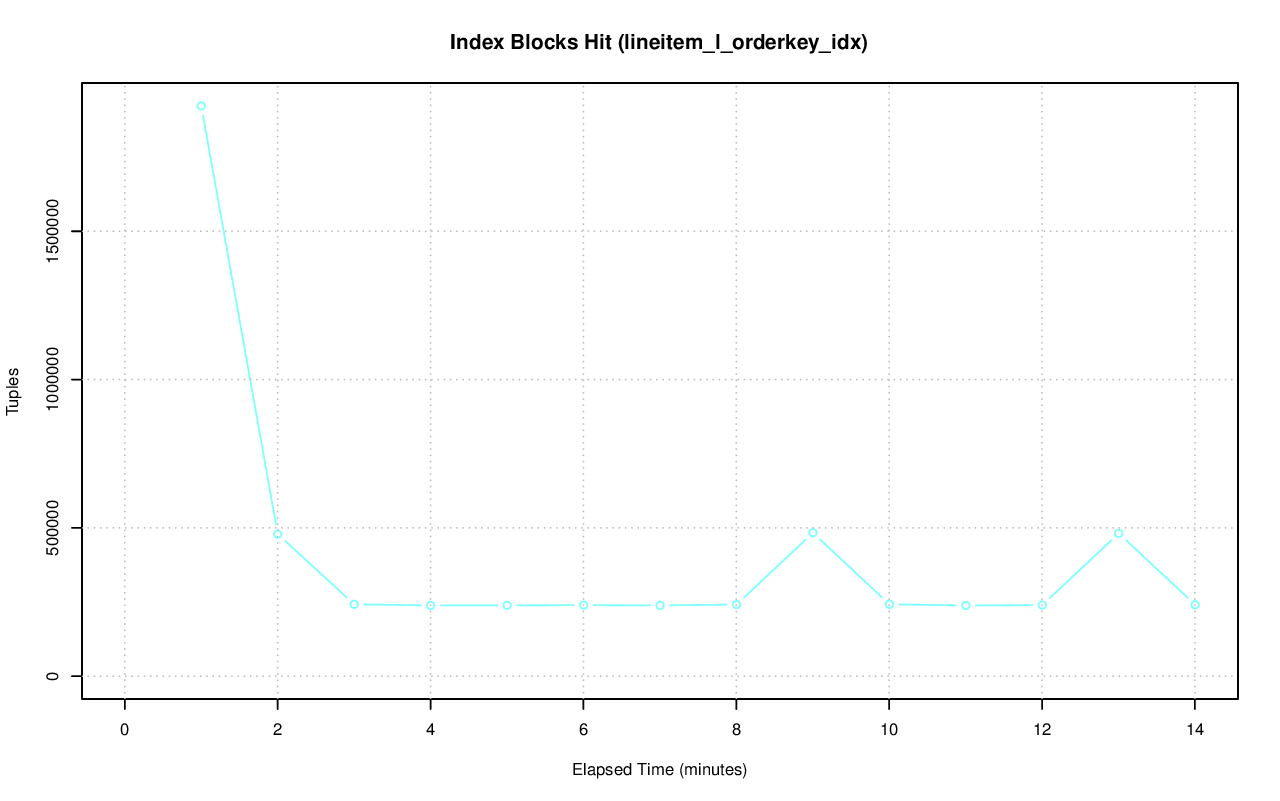 Index Blocks Hit (lineitem_l_orderkey_idx)
Tuples
1500000
1000000
500000
0
0 2 4 6 8 10 12 14
Elapsed Time (minutes)